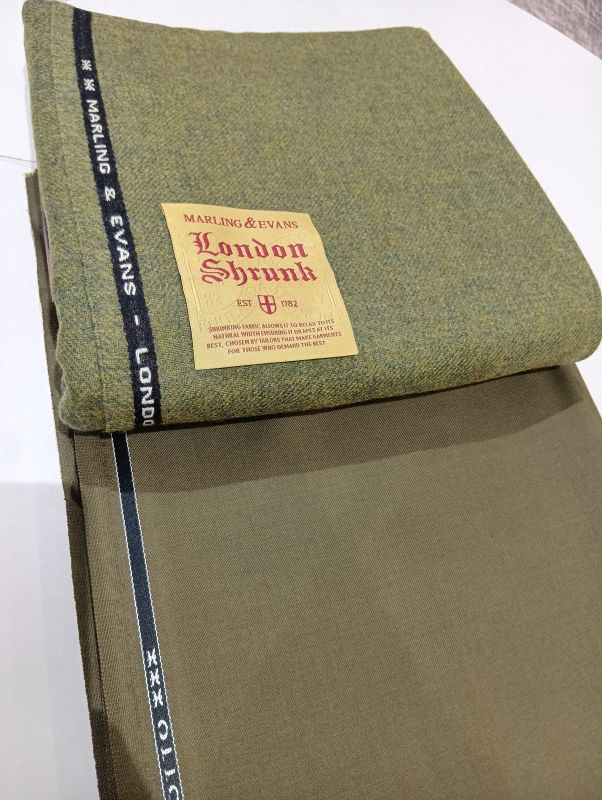 ** MARLING & EVANS - LONDO
MARLING & EVANS
London
Shrunk
EST 1782
SHRINKING FABRIC ALLOWS IT TO RELAX TO ITS
NATURAL WIDTH ENSURING IT DRAPES AT ITS
BEST, CHOSEN BY TAILORS THAT MAKE GARMENTS
FOR THOSE WHO DEMAND THE BEST